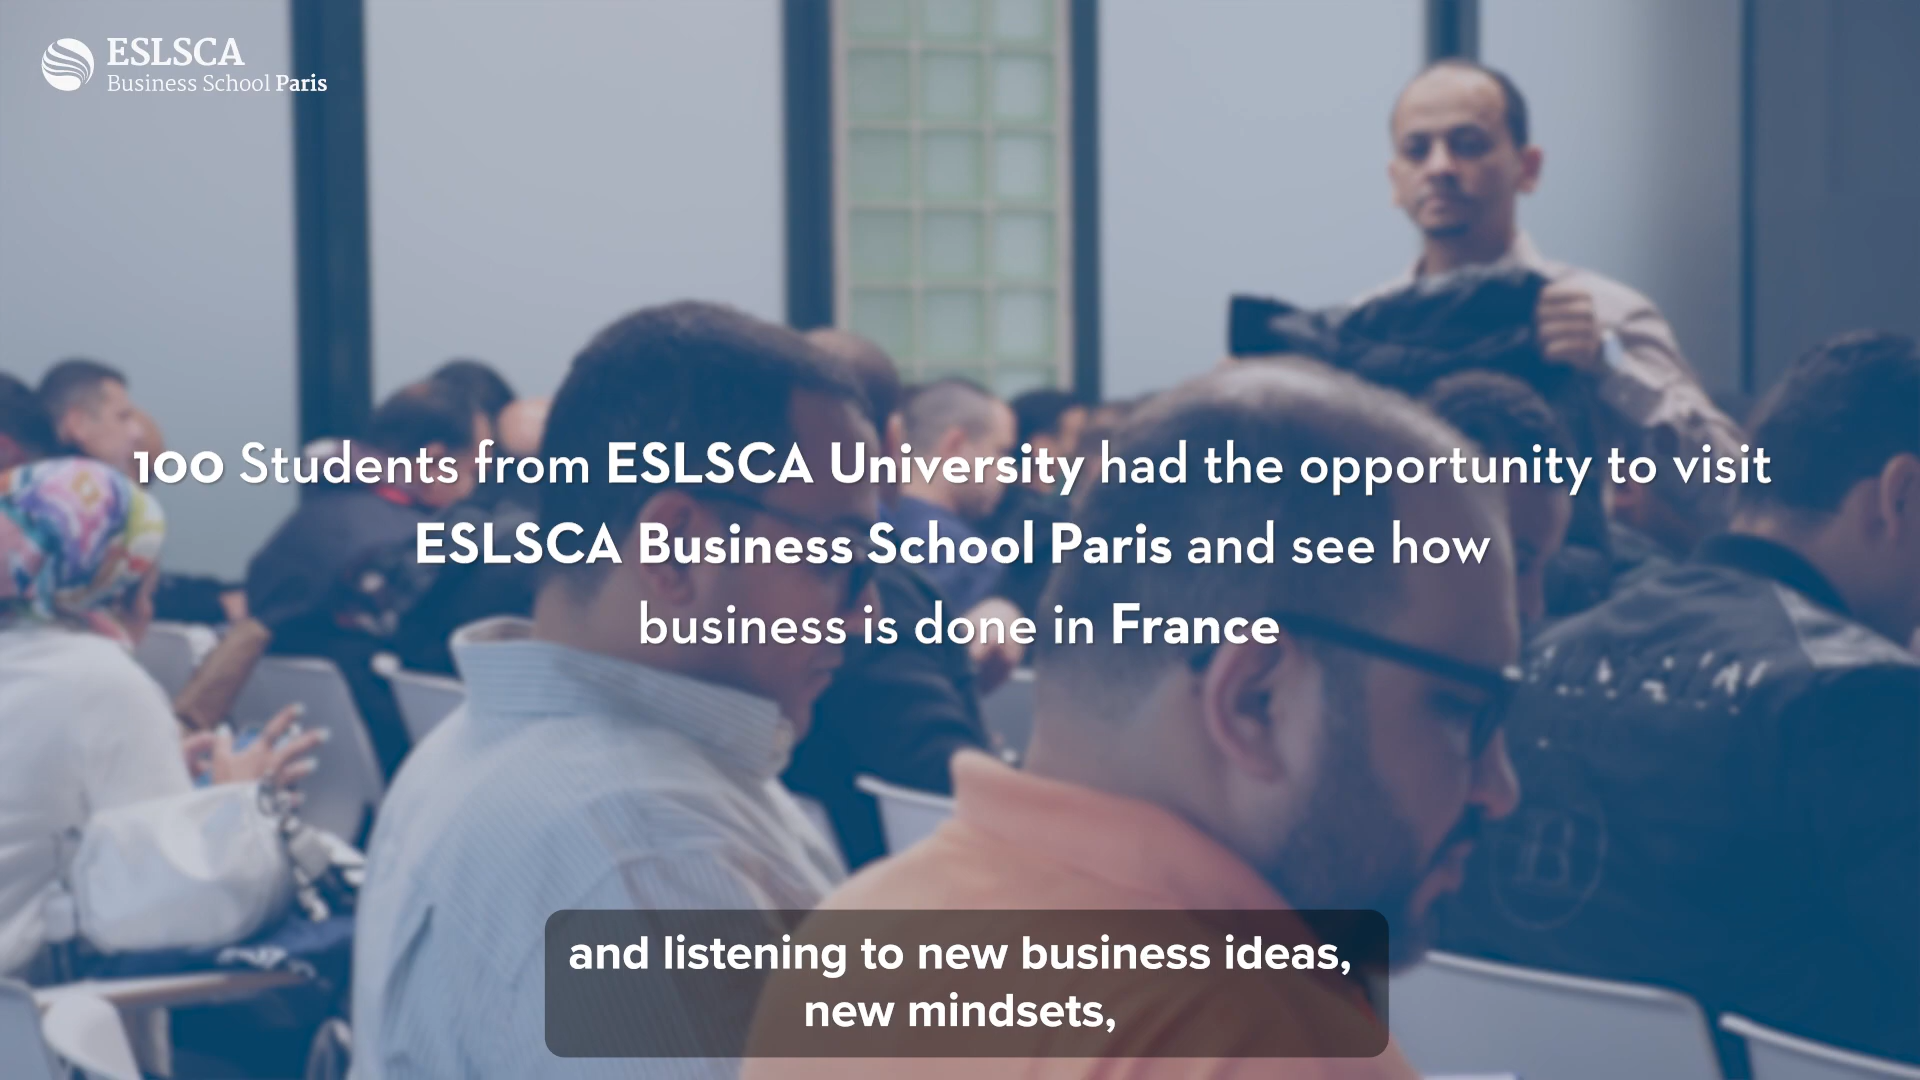 ESLSCA
Business School Paris
100 Students from ESLSCA University had the opportunity to visit
ESLSCA Business School Paris and see how
business is done in France
and listening to new business ideas,
new mindsets,